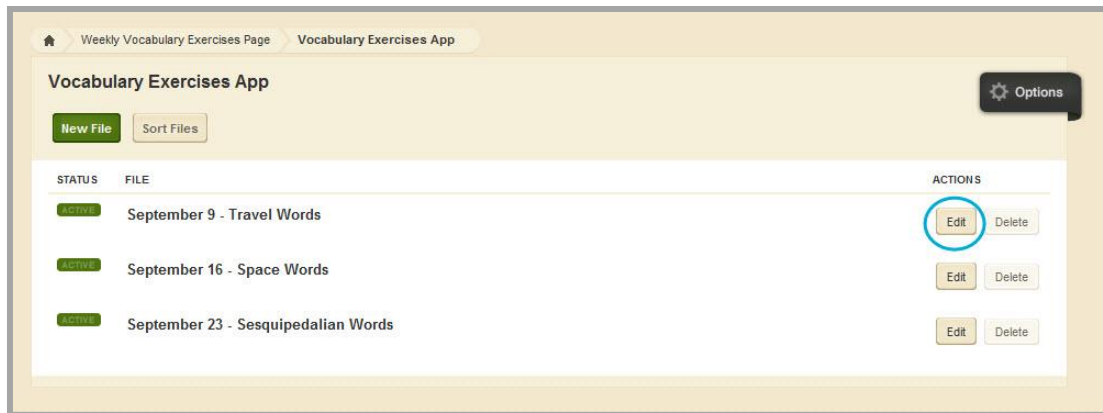 Weekly Vocabulary Exercises Page Vocabulary Exercises App
Vocabulary Exercises App
Options
New File Sort Files
STATUS FILE ACTIONS
ACTIVE September 9 - Travel Words Edit Delete
ACTIVE September 16 - Space Words Edit Delete
ACTIVE September 23 - Sesquipedalian Words Edit Delete